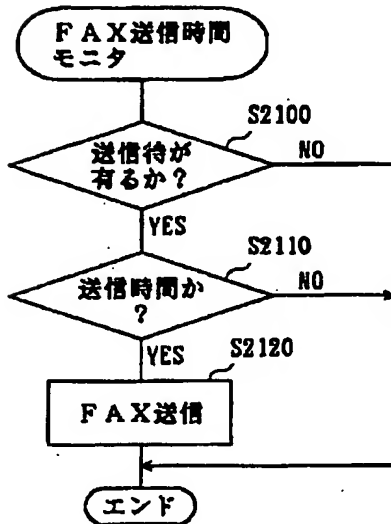 FAX送信時間
モニタ
S2100
送信待が
有るか?
NO
YES
S2110
送信時間か
?
NO
YES
S2120
FAX送信
エンド